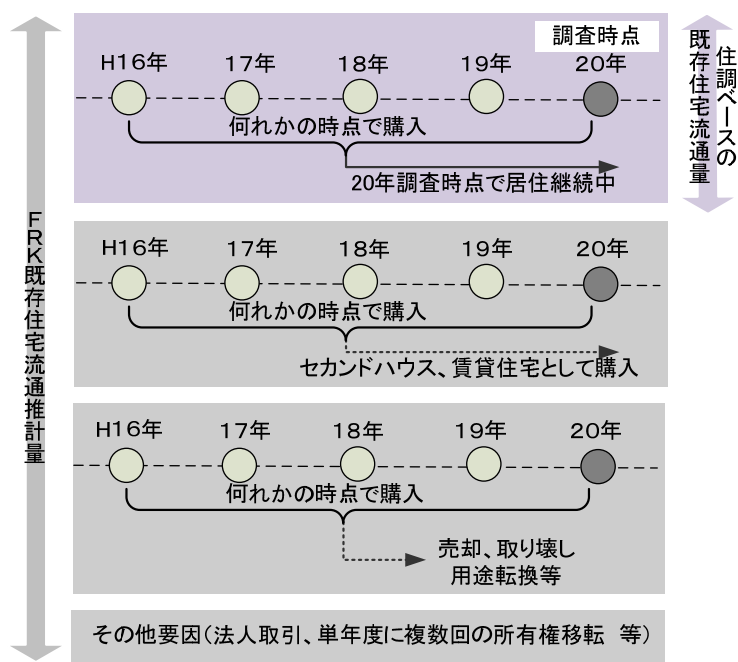 調査時点
H16年 17年 18年 19年 20年
何れかの時点で購入
20年調査時点で居住継続中
住調ベースの
既存住宅流通量
FRK既存住宅流通推計量
H16年 17年 18年 19年 20年
何れかの時点で購入
セカンドハウス、賃貸住宅として購入
H16年 17年 18年 19年 20年
何れかの時点で購入
売却、取り壊し
用途転換等
その他要因(法人取引、単年度に複数回の所有権移転 等)